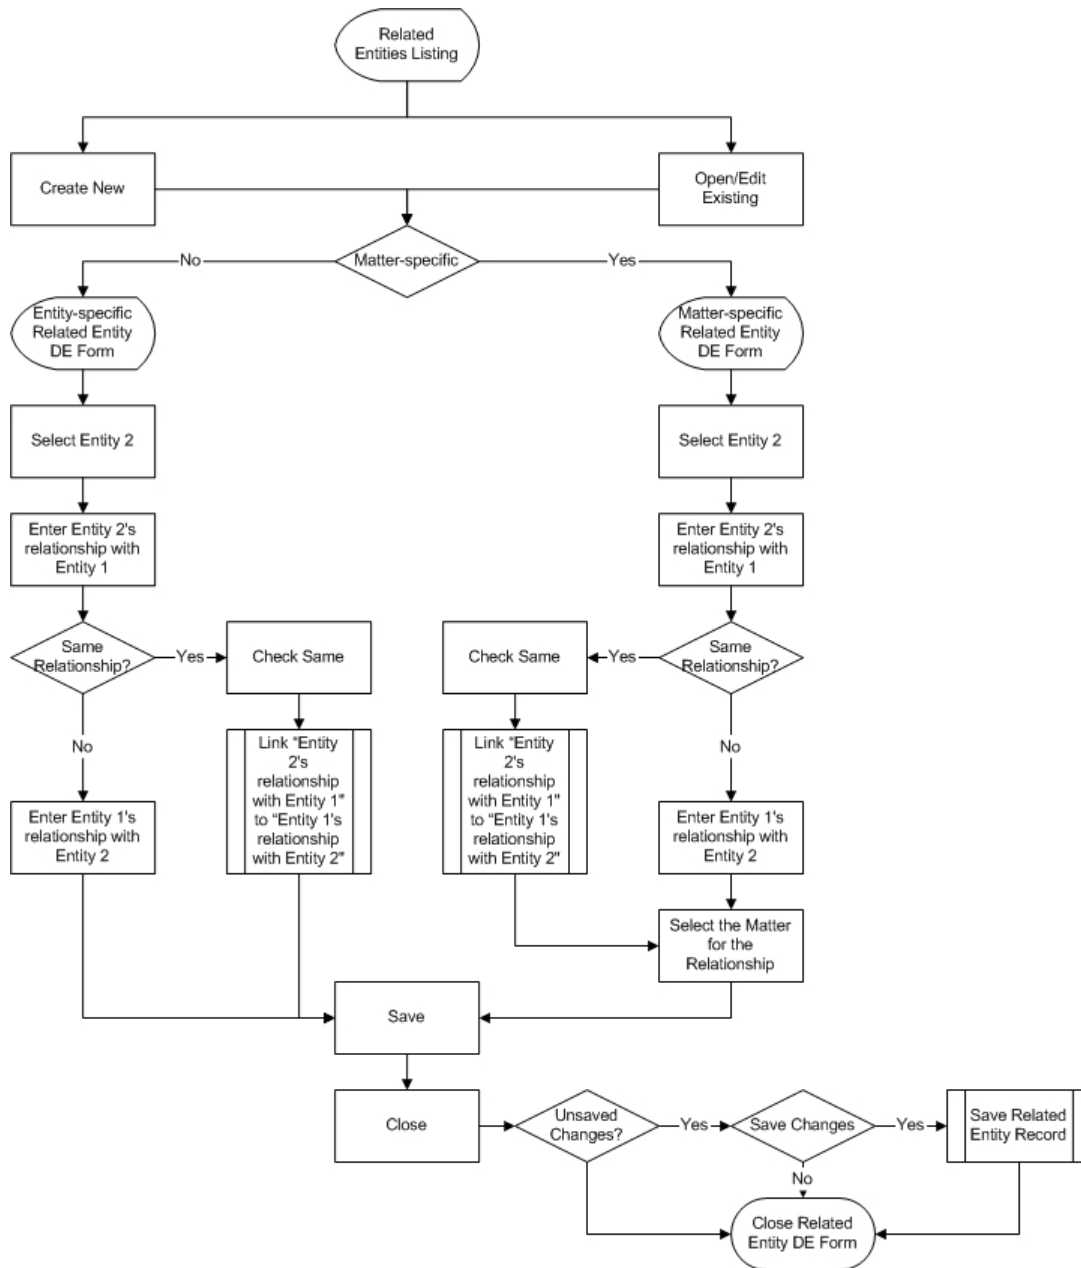 Related
Entities Listing
Create New
Open/Edit
Existing
No
Matter-specific
Yes
Entity-specific
Related Entity
DE Form
Matter-specific
Related Entity
DE Form
Select Entity 2
Select Entity 2
Enter Entity 2's
relationship with
Entity 1
Enter Entity 2's
relationship with
Entity 1
Same
Relationship?
Yes
Check Same
Check Same
Yes
Same
Relationship?
No
Link “Entity
2's
relationship
with Entity 1”
to “Entity 1's
relationship
with Entity 2”
Link “Entity
2's
relationship
with Entity 1”
to “Entity 1's
relationship
with Entity 2”
No
Enter Entity 1's
relationship with
Entity 2
Enter Entity 1's
relationship with
Entity 2
Select the Matter
for the
Relationship
Save
Close
Unsaved
Changes?
Yes
Save Changes
Yes
Save Related
Entity Record
No
Close Related
Entity DE Form